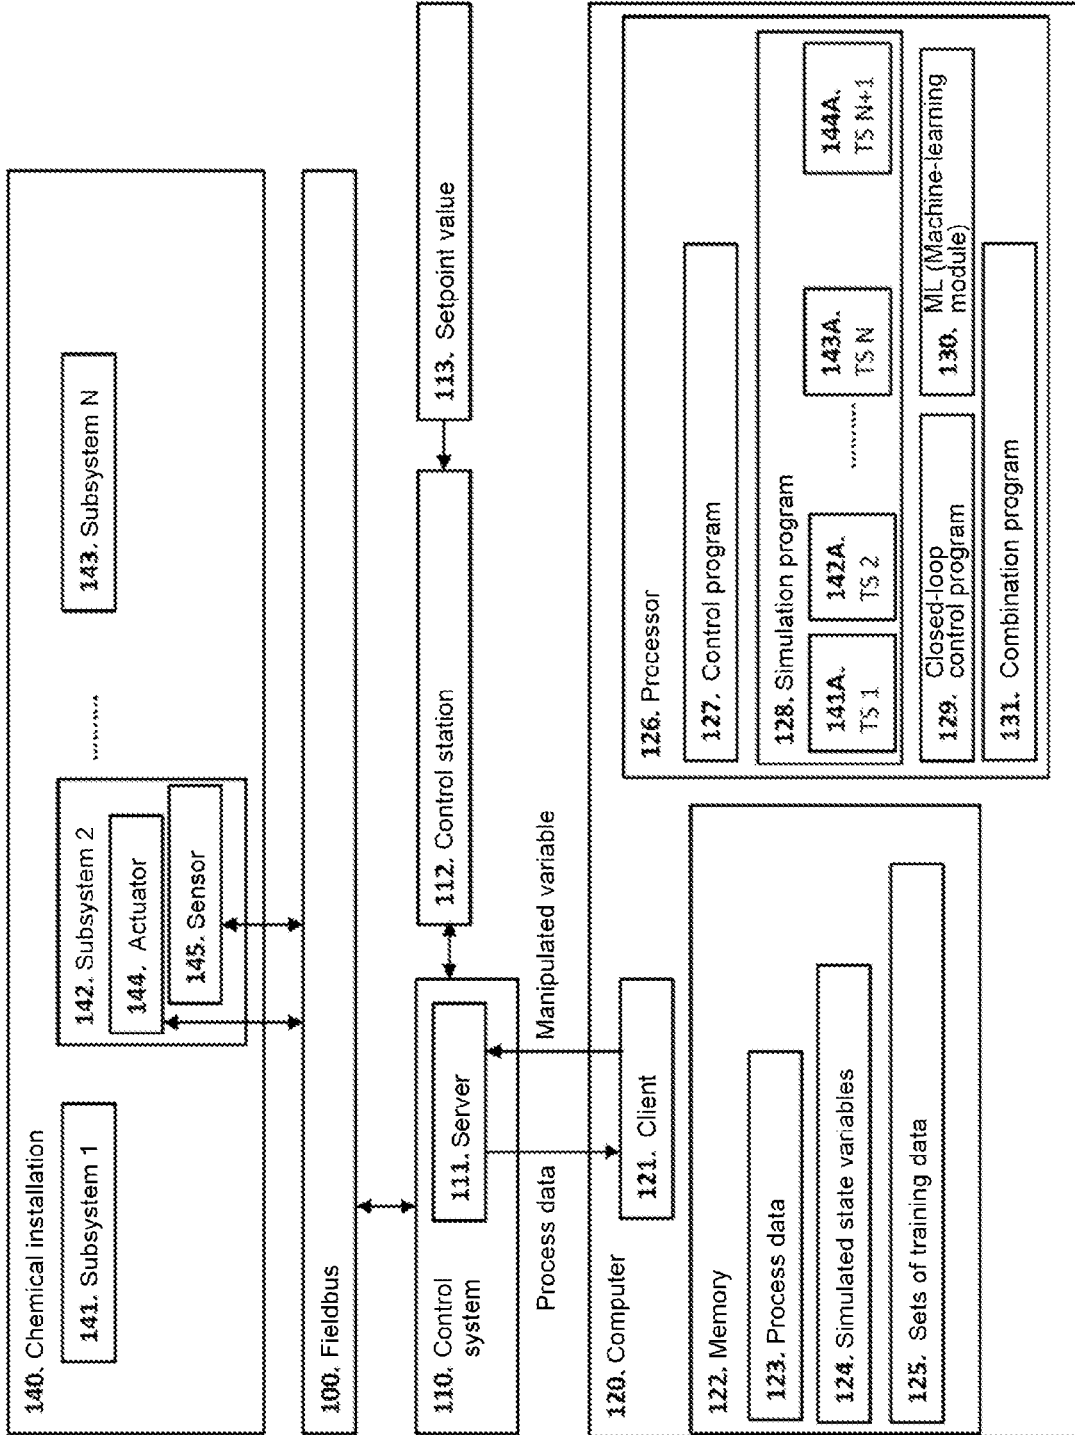 140. Chemical installation
141. Subsystem 1
142. Subsystem 2
144. Actuator
145. Sensor
..........
143. Subsystem N
100. Fieldbus
110. Control
system
111. Server
112. Control station
113. Setpoint value
Process data
Manipulated variable
120. Computer
121. Client
122. Memory
123. Process data
124. Simulated state variables
125. Sets of training data
126. Processor
127. Control program
128. Simulation program
141A.
TS 1
142A.
TS 2
..........
143A.
TS N
144A.
TS N+1
129. Closed-loop
control program
130. ML (Machine-learning
module)
131. Combination program